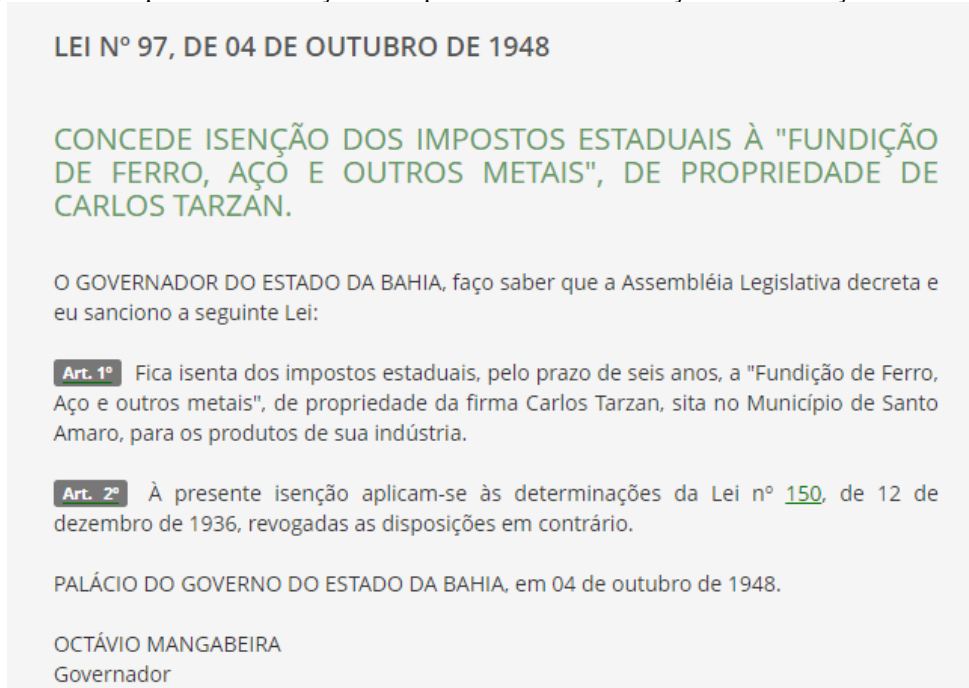 LEI Nº 97, DE 04 DE OUTUBRO DE 1948
CONCEDE ISENÇÃO DOS IMPOSTOS ESTADUAIS À "FUNDIÇÃO
DE FERRO, AÇO E OUTROS METAIS", DE PROPRIEDADE DE
CARLOS TARZAN.
O GOVERNADOR DO ESTADO DA BAHIA, faço saber que a Assembléia Legislativa decreta e
eu sanciono a seguinte Lei:
Art. 1º Fica isenta dos impostos estaduais, pelo prazo de seis anos, a "Fundição de Ferro,
Aço e outros metais", de propriedade da firma Carlos Tarzan, sita no Município de Santo
Amaro, para os produtos de sua indústria.
Art. 2º À presente isenção aplicam-se às determinações da Lei nº 150, de 12 de
dezembro de 1936, revogadas as disposições em contrário.
PALÁCIO DO GOVERNO DO ESTADO DA BAHIA, em 04 de outubro de 1948.
OCTÁVIO MANGABEIRA
Governador